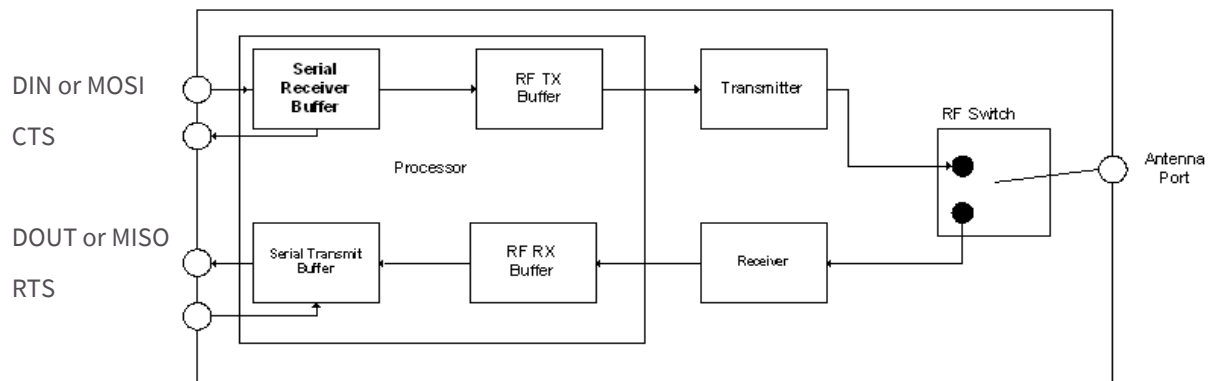 DIN or MOSI
CTS
DOUT or MISO
RTS
Serial
Receiver
Buffer
RF TX
Buffer
Transmitter
RF Switch
Antenna
Port
Processor
Serial Transmit
Buffer
RF RX
Buffer
Receiver